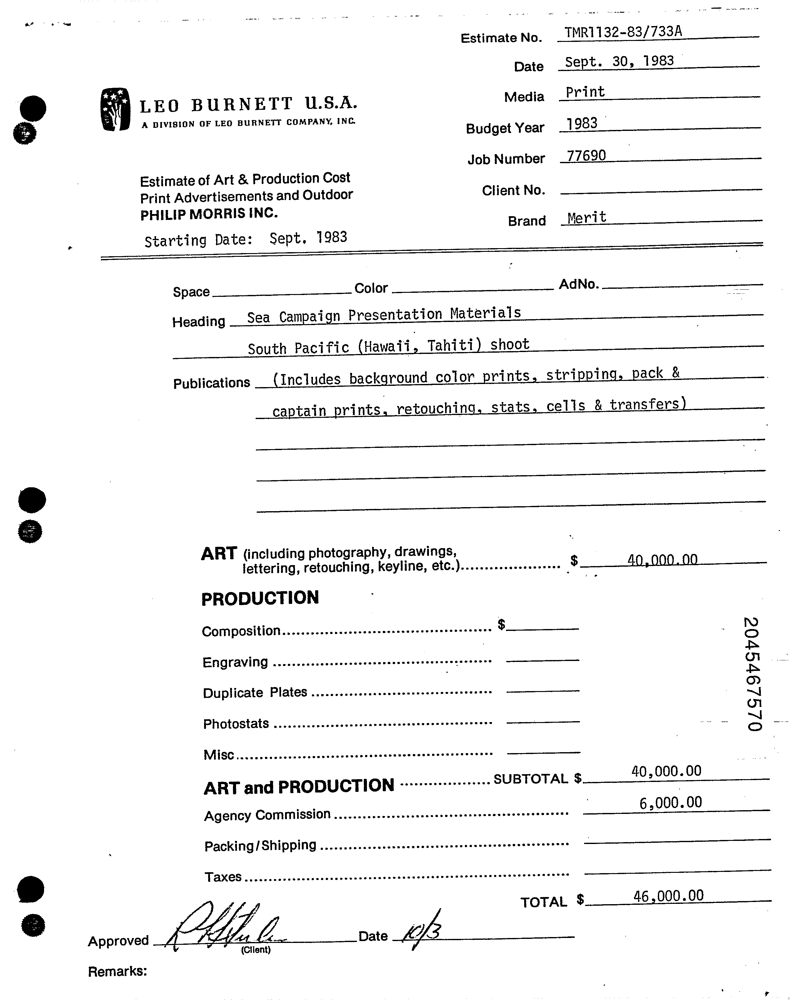 Estimate No. TMR1132-83/733A
Date Sept. 30, 1983
LEO BURNETT U.S.A.
A DIVISION OF LEO BURNETT COMPANY, INC.
Media Print
Budget Year 1983
Job Number 77690
Estimate of Art & Production Cost
Print Advertisements and Outdoor
PHILIP MORRIS INC.
Client No.
Brand Merit
Starting Date: Sept. 1983
Space Color AdNo.
Heading Sea Campaign Presentation Materials
South Pacific (Hawaii, Tahiti) shoot
Publications (Includes background color prints, stripping, pack &
captain prints, retouching, stats, cells & transfers)
ART (including photography, drawings,
lettering, retouching, keyline, etc.)...................... $ 40,000.00
PRODUCTION
Composition.......................................... $
Engraving ............................................
Duplicate Plates ....................................
Photostats ............................................
Misc...................................................
ART and PRODUCTION .................. SUBTOTAL $ 40,000.00
Agency Commission ............................................... 6,000.00
Packing/Shipping ..................................................
Taxes.................................................................
TOTAL $ 46,000.00
Approved Date 10/3
(Client)
Remarks:
2045467570